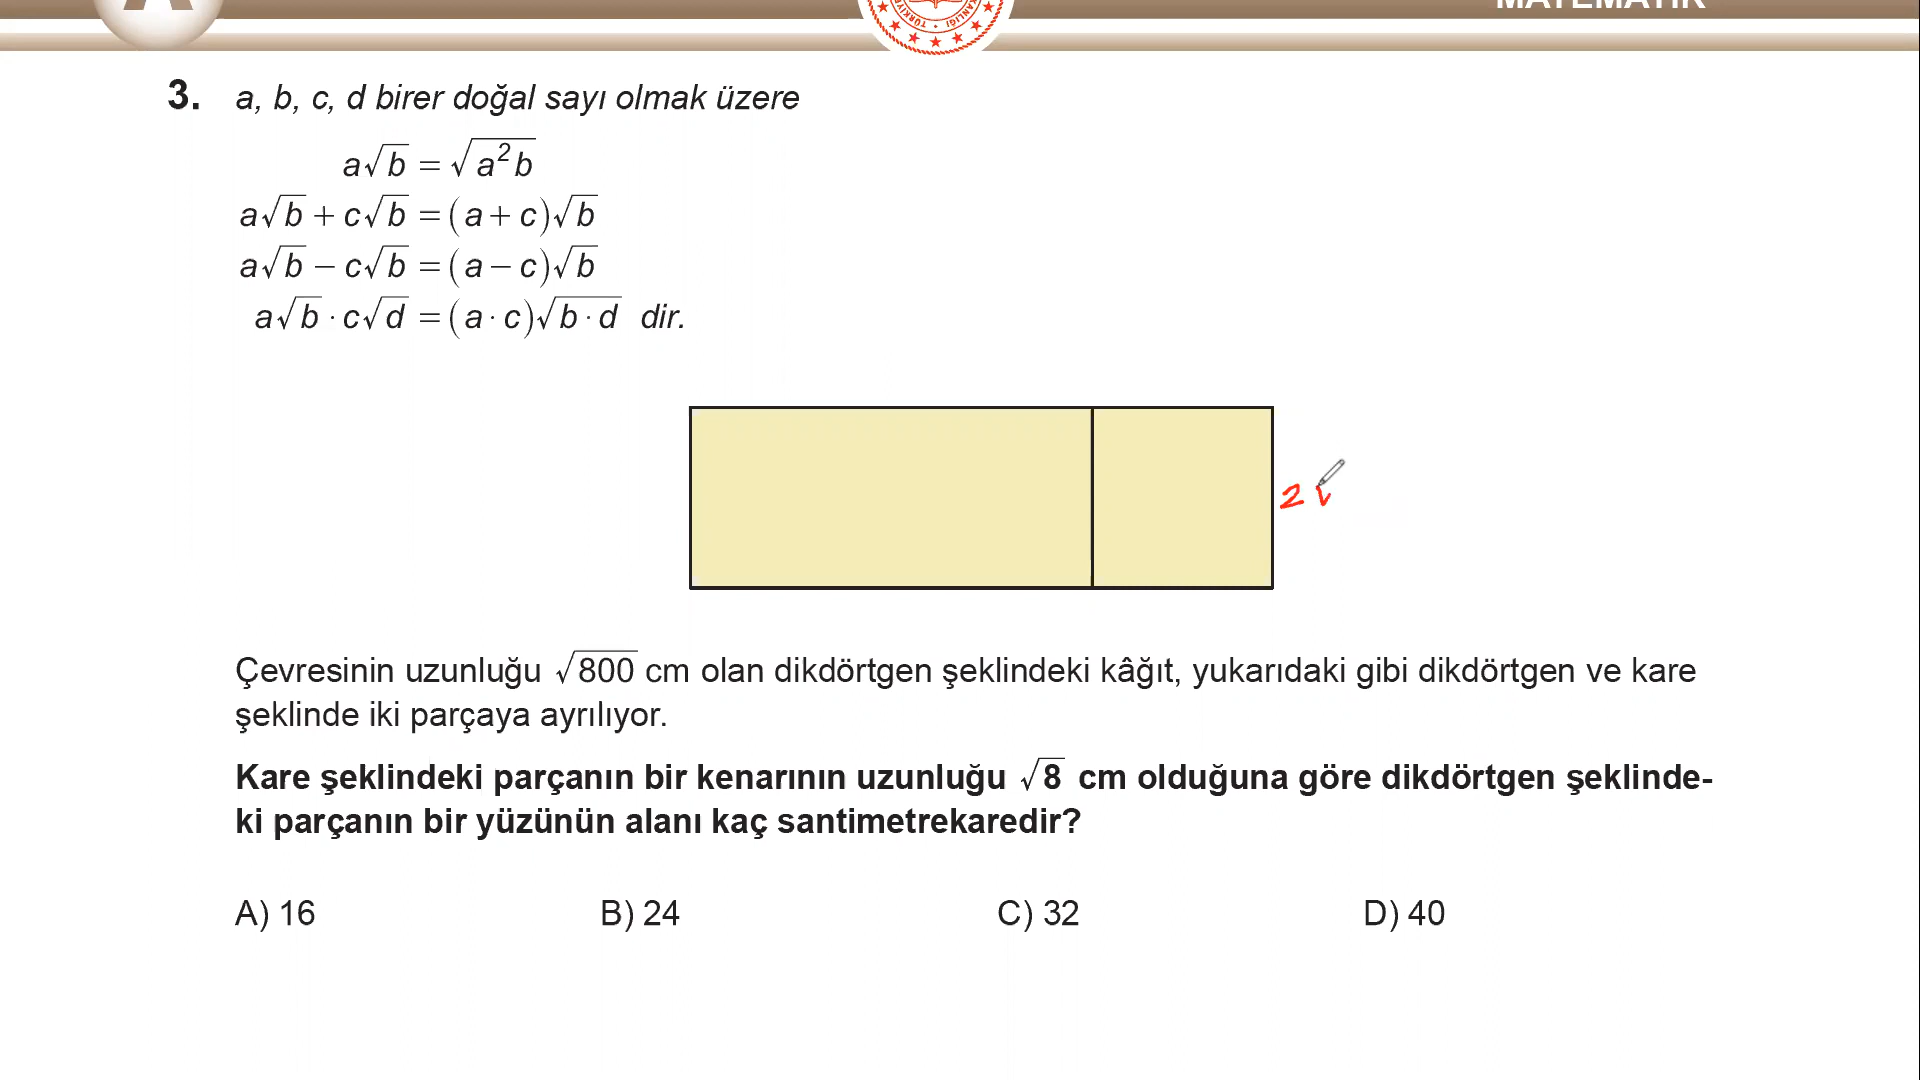 MATEMATİK
3. a, b, c, d birer doğal sayı olmak üzere
a√b = √(a²b)
a√b + c√b = (a + c)√b
a√b − c√b = (a − c)√b
a√b · c√d = (a · c)√(b · d) dir.
2
Çevresinin uzunluğu √800 cm olan dikdörtgen şeklindeki kâğıt, yukarıdaki gibi dikdörtgen ve kare
şeklinde iki parçaya ayrılıyor.
Kare şeklindeki parçanın bir kenarının uzunluğu √8 cm olduğuna göre dikdörtgen şeklinde-
ki parçanın bir yüzünün alanı kaç santimetrekaredir?
A) 16 B) 24 C) 32 D) 40